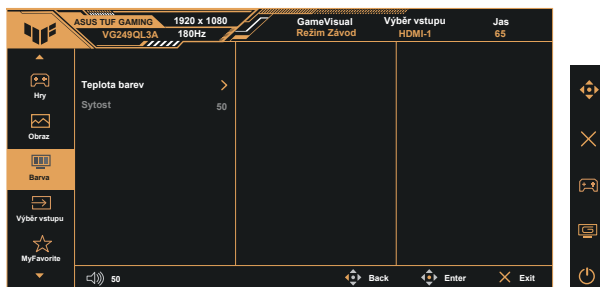 ASUS TUF GAMING 1920 x 1080 GameVisual Výběr vstupu Jas
VG249QL3A 180Hz Režim Závod HDMI-1 65
Hry
Teplota barev
Sytost 50
Obraz
Barva
Výběr vstupu
MyFavorite
50 Back Enter Exit